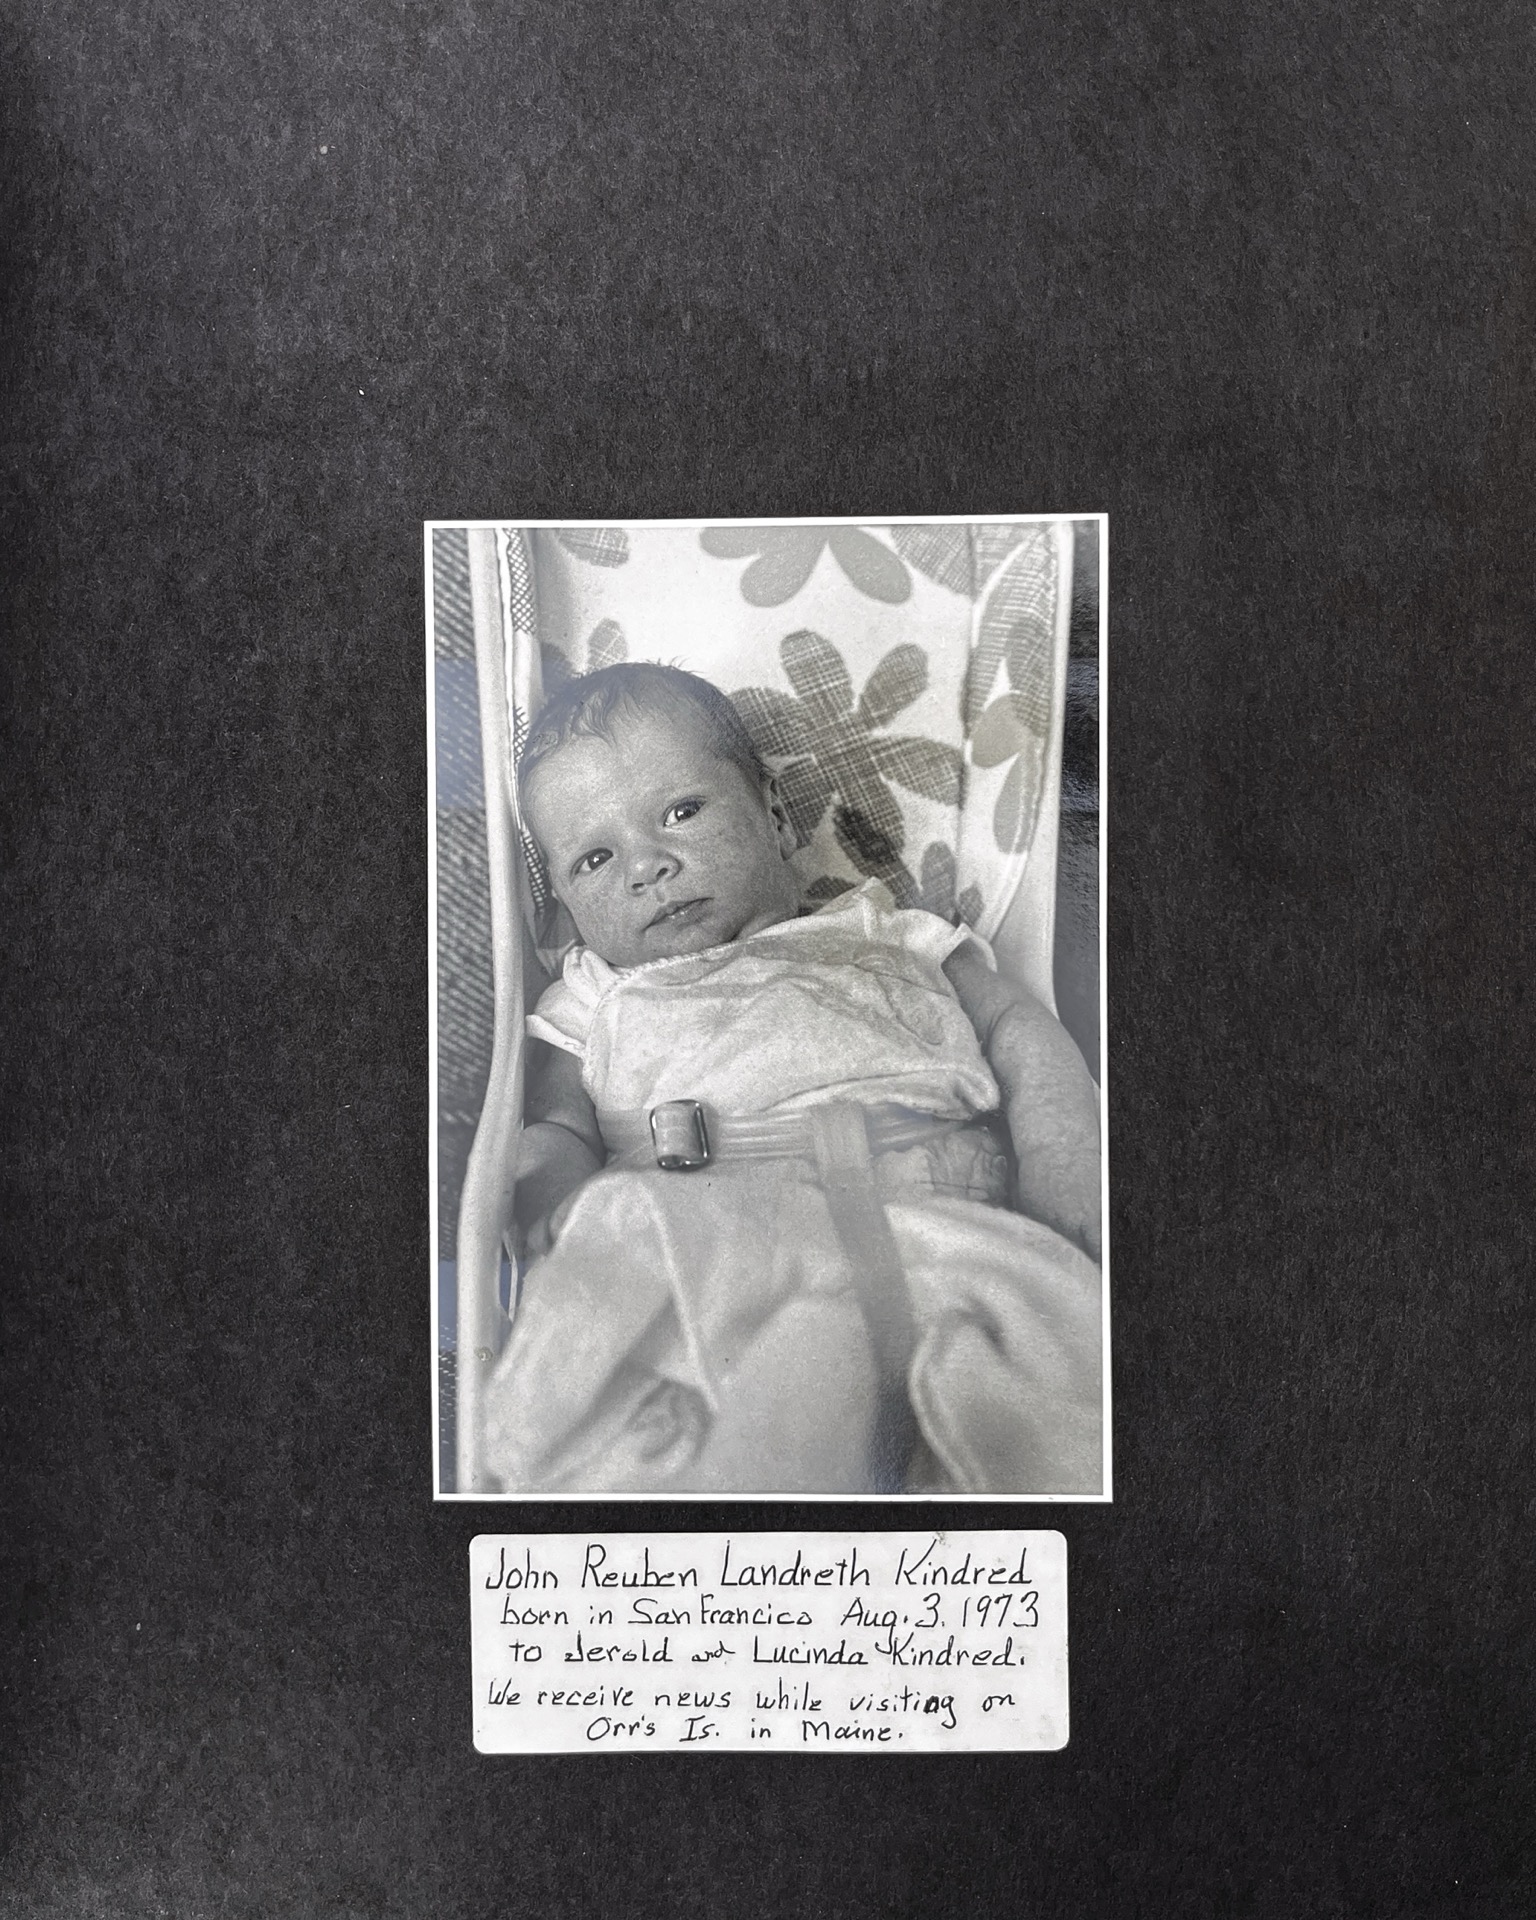 John Reuben Landreth Kindred
born in San Francico Aug. 3, 1973
to Jerold and Lucinda Kindred.
We receive news while visiting on
Orr's Is. in Maine.